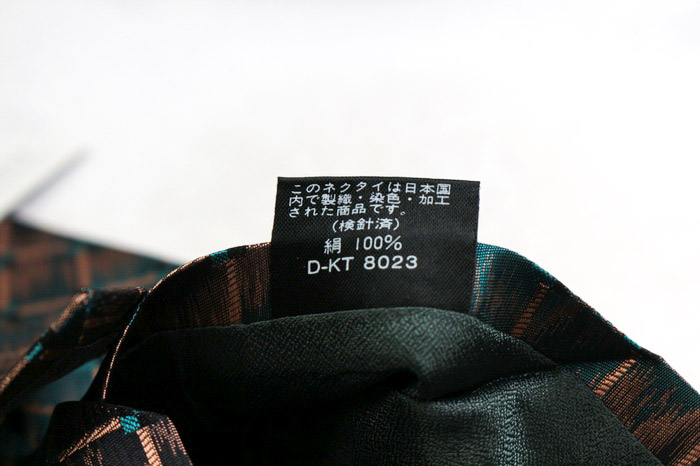 このネクタイは日本国
内で製織・染色・加工
された商品です。
(検針済)
絹 100%
D-KT 8023